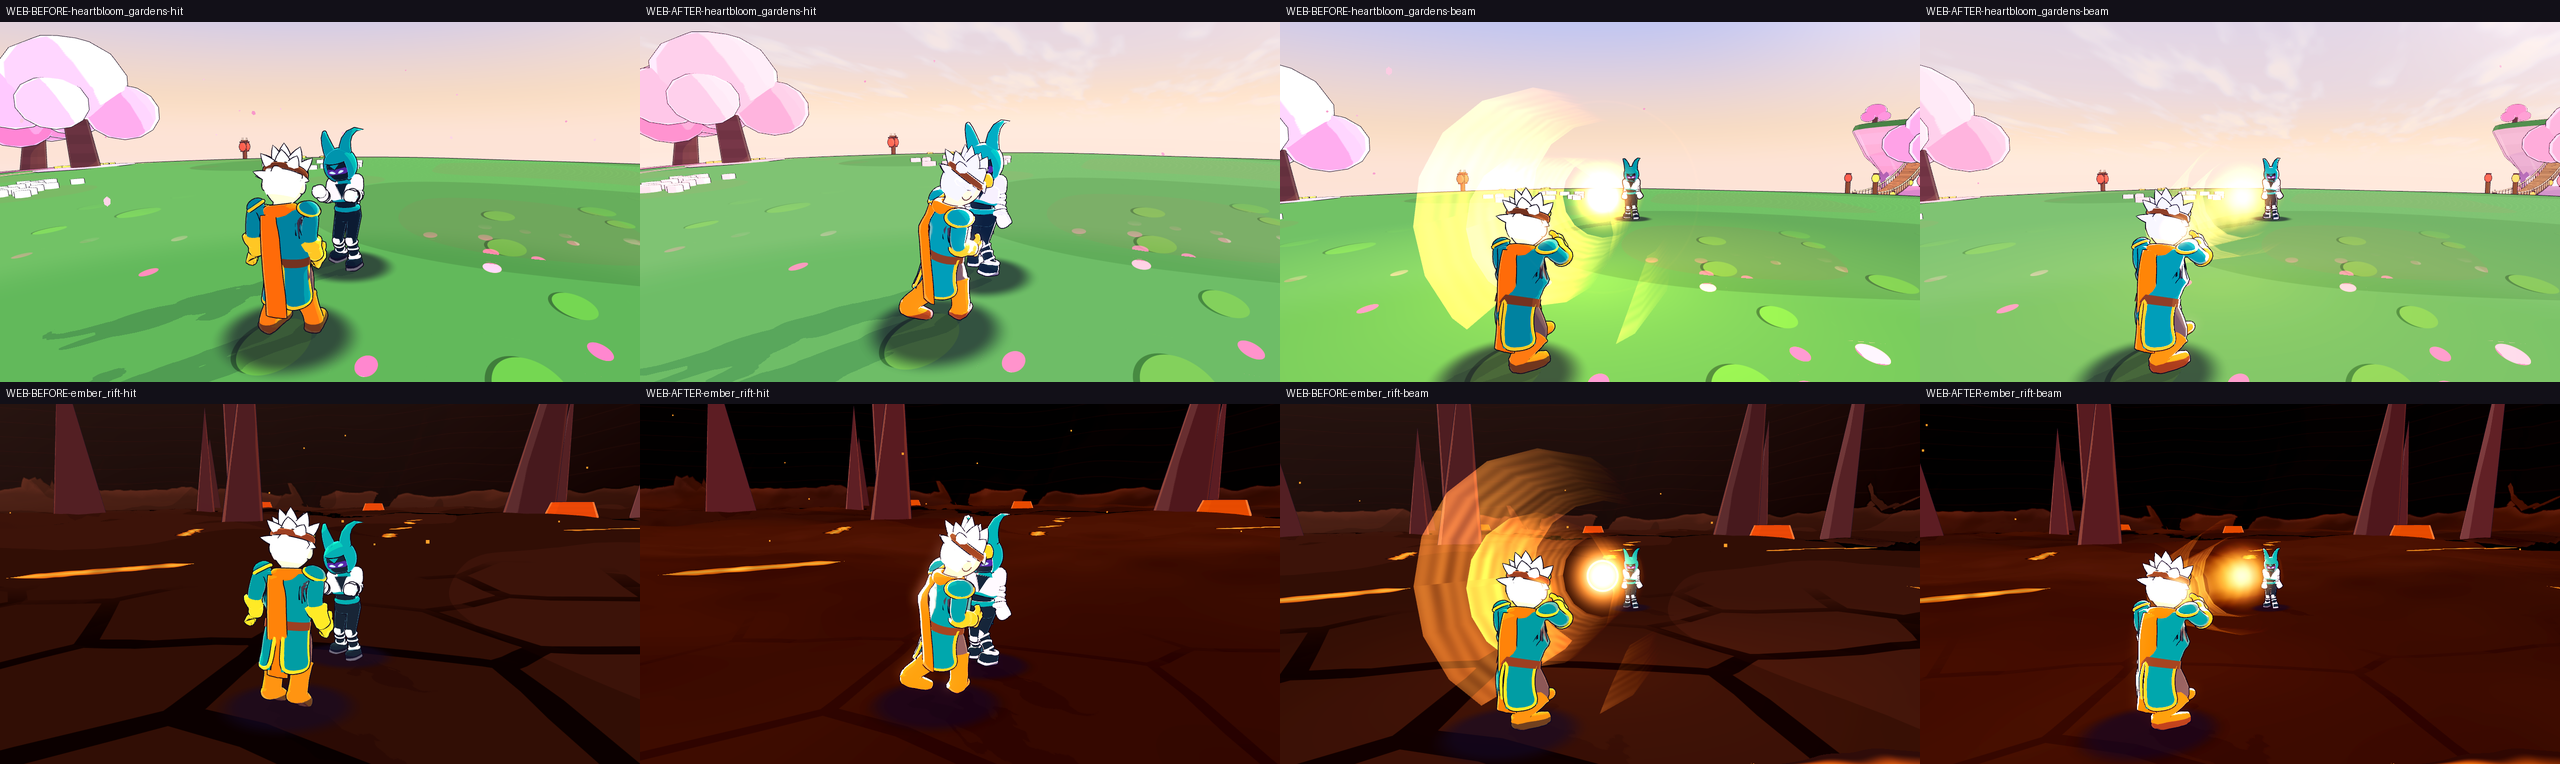 WEB-BEFORE-heartbloom_gardens-hit
WEB-AFTER-heartbloom_gardens-hit
WEB-BEFORE-heartbloom_gardens-beam
WEB-AFTER-heartbloom_gardens-beam
WEB-BEFORE-ember_rift-hit
WEB-AFTER-ember_rift-hit
WEB-BEFORE-ember_rift-beam
WEB-AFTER-ember_rift-beam